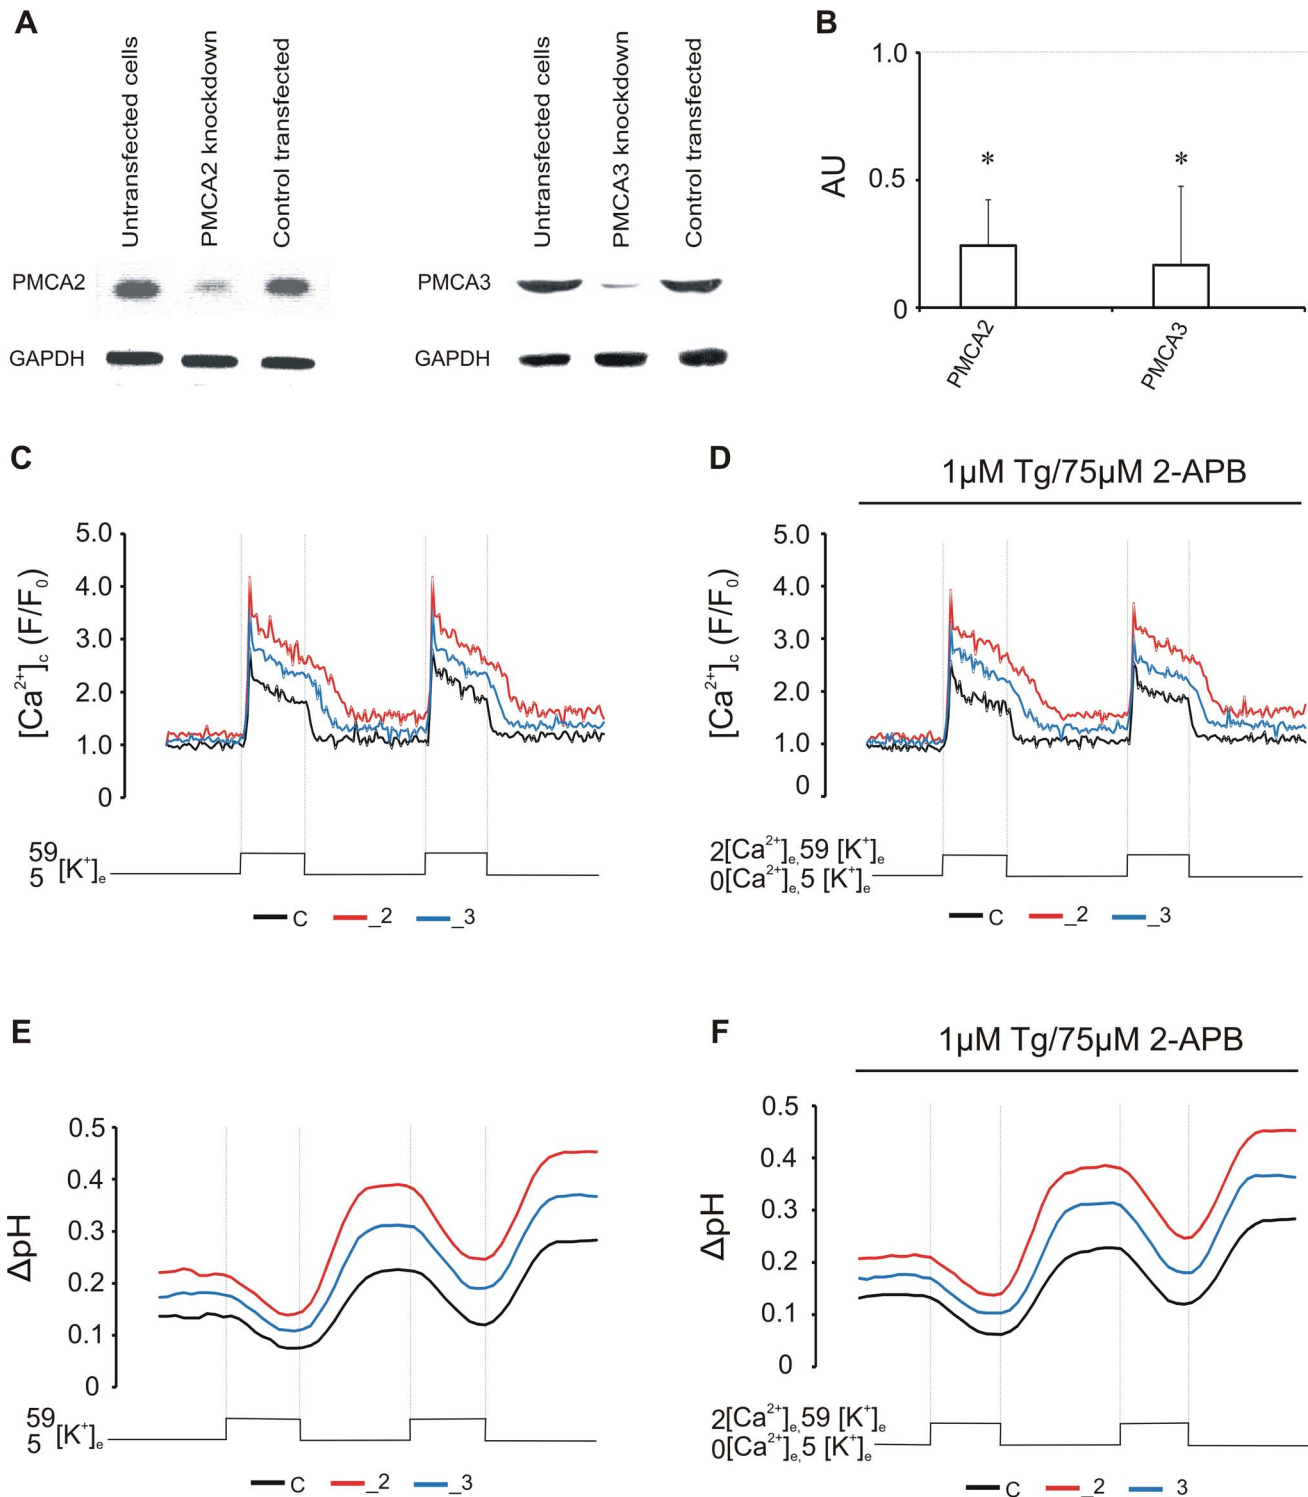 A
Untransfected cells
PMCA2 knockdown
Control transfected
PMCA2
GAPDH
Untransfected cells
PMCA3 knockdown
Control transfected
PMCA3
GAPDH
B
1.0
0.5
0
AU
*
*
PMCA2
PMCA3
C
[Ca²⁺]c (F/F₀)
5.0
4.0
3.0
2.0
1.0
0
59
5
[K⁺]e
C
_2
_3
D
1µM Tg/75µM 2-APB
[Ca²⁺]c (F/F₀)
5.0
4.0
3.0
2.0
1.0
0
2[Ca²⁺]e,59 [K⁺]e
0[Ca²⁺]e,5 [K⁺]e
C
_2
_3
E
ΔpH
0.5
0.4
0.3
0.2
0.1
0
59
5
[K⁺]e
C
_2
_3
F
1µM Tg/75µM 2-APB
ΔpH
0.5
0.4
0.3
0.2
0.1
0
2[Ca²⁺]e,59 [K⁺]e
0[Ca²⁺]e,5 [K⁺]e
C
_2
3